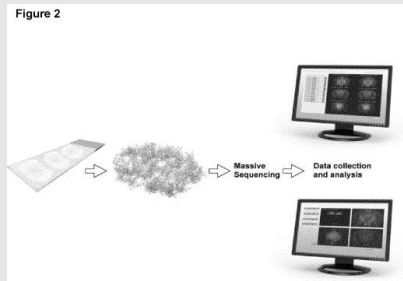 Figure 2
Massive
Sequencing
Data collection
and analysis